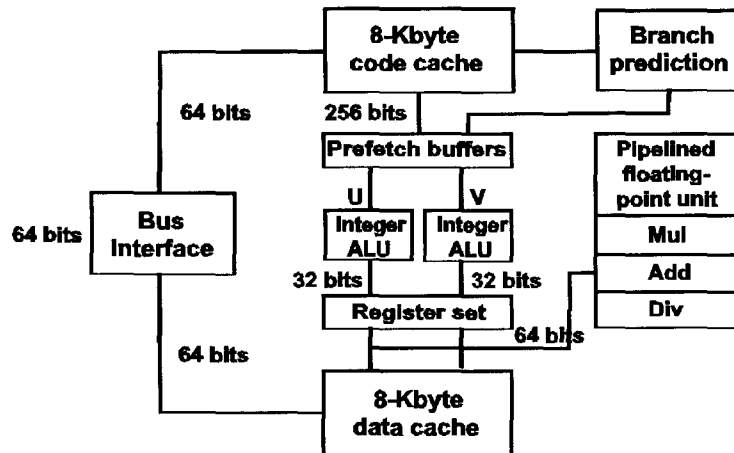 8-Kbyte
code cache
Branch
prediction
64 bits
256 bits
Prefetch buffers
Pipelined
floating-
point unit
U
V
Bus
Interface
64 bits
Integer
ALU
Integer
ALU
Mul
Add
Div
32 bits
32 bits
Register set
64 bits
64 bits
8-Kbyte
data cache